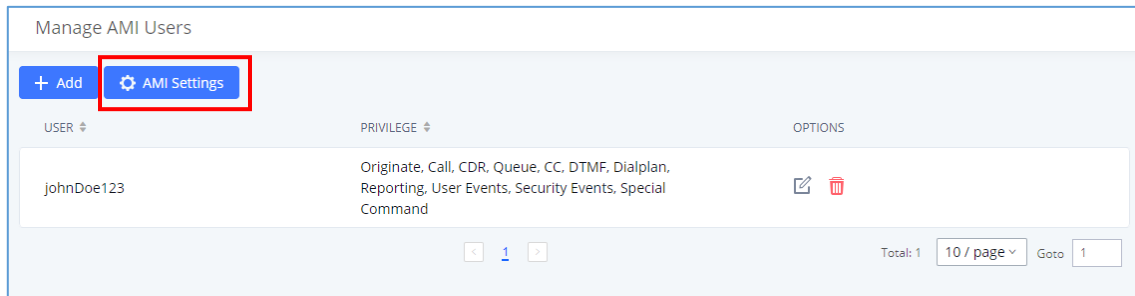 Manage AMI Users
+ Add
AMI Settings
USER
PRIVILEGE
OPTIONS
johnDoe123
Originate, Call, CDR, Queue, CC, DTMF, Dialplan,
Reporting, User Events, Security Events, Special
Command
< 1 >
Total: 1
10 / page
Goto
1